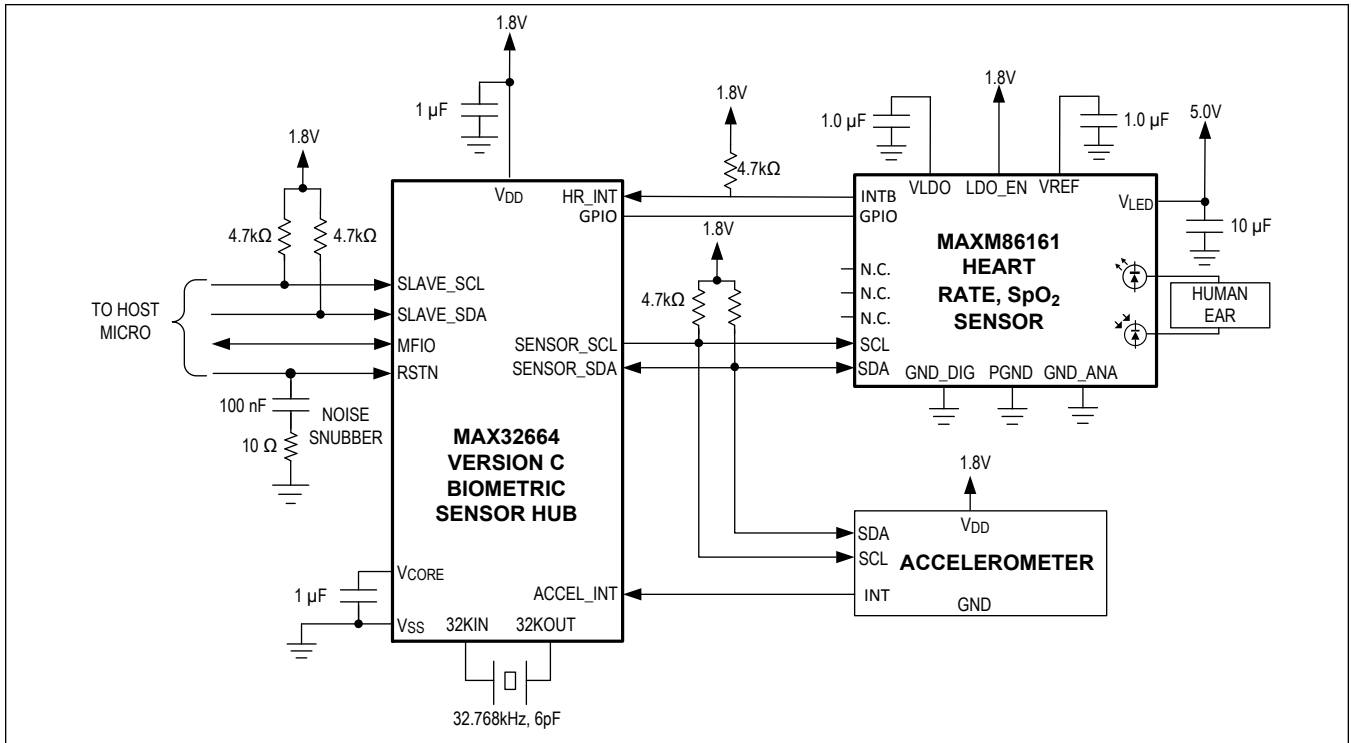 1.8V
1 µF
1.8V
4.7kΩ
4.7kΩ
TO HOST
MICRO
100 nF
10 Ω
NOISE
SNUBBER
VDD
HR_INT
GPIO
SLAVE_SCL
SLAVE_SDA
MFIO
RSTN
SENSOR_SCL
SENSOR_SDA
MAX32664
VERSION C
BIOMETRIC
SENSOR HUB
VCORE
1 µF
VSS
32KIN
32KOUT
ACCEL_INT
32.768kHz, 6pF
1.8V
4.7kΩ
1.8V
4.7kΩ
1.0 µF
1.8V
1.0 µF
5.0V
10 µF
VLDO
LDO_EN
VREF
INTB
GPIO
VLED
MAXM86161
HEART
RATE, SpO2
SENSOR
N.C.
N.C.
N.C.
SCL
SDA
GND_DIG
PGND
GND_ANA
HUMAN
EAR
1.8V
VDD
SDA
SCL
ACCELEROMETER
INT
GND